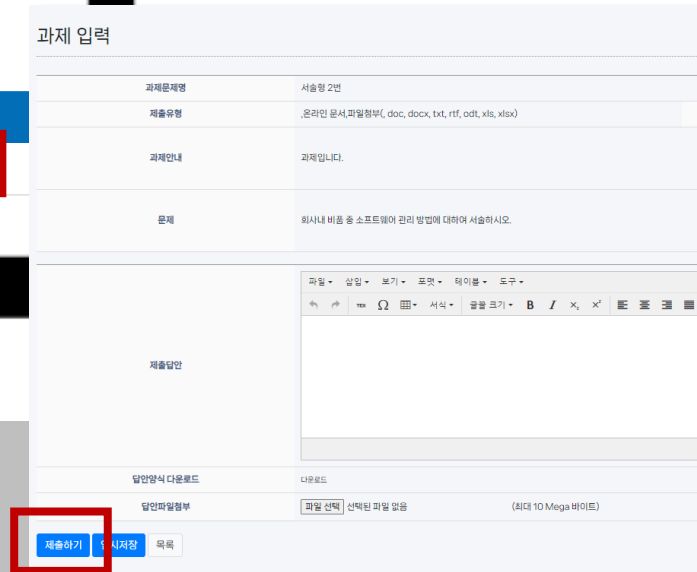 과제 입력
과제문제명 서술형 2번
제출유형 ,온라인 문서,파일첨부(, doc, docx, txt, rtf, odt, xls, xlsx)
과제안내 과제입니다.
문제 회사내 비품 중 소프트웨어 관리 방법에 대하여 서술하시오.
파일 삽입 보기 포맷 테이블 도구
TEX Ω 서식 글꼴 크기 B I X₂ X²
제출답안
답안양식 다운로드 다운로드
답안파일첨부 파일 선택 선택된 파일 없음 (최대 10 Mega 바이트)
제출하기 시저장 목록